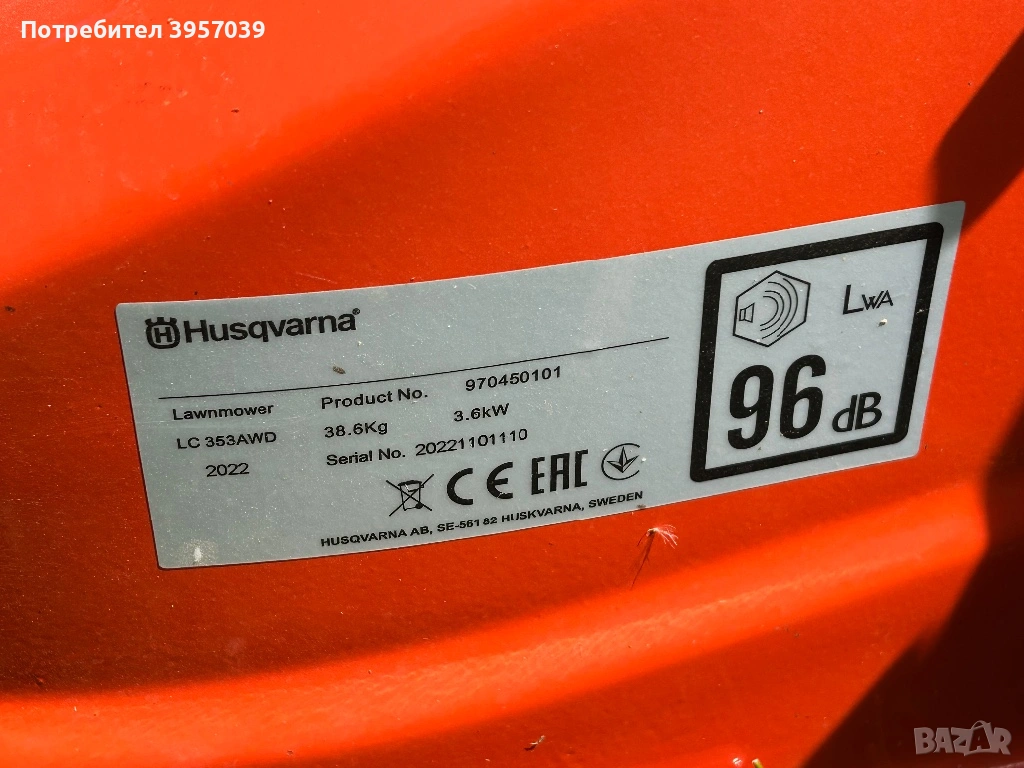 Потребител 3957039
Husqvarna®
Lawnmower Product No. 970450101
LC 353AWD 38.6Kg 3.6kW
2022 Serial No. 20221101110
CE EAC
HUSQVARNA AB, SE-561 82 HUSKVARNA, SWEDEN
LWA
96 dB
BAZAR